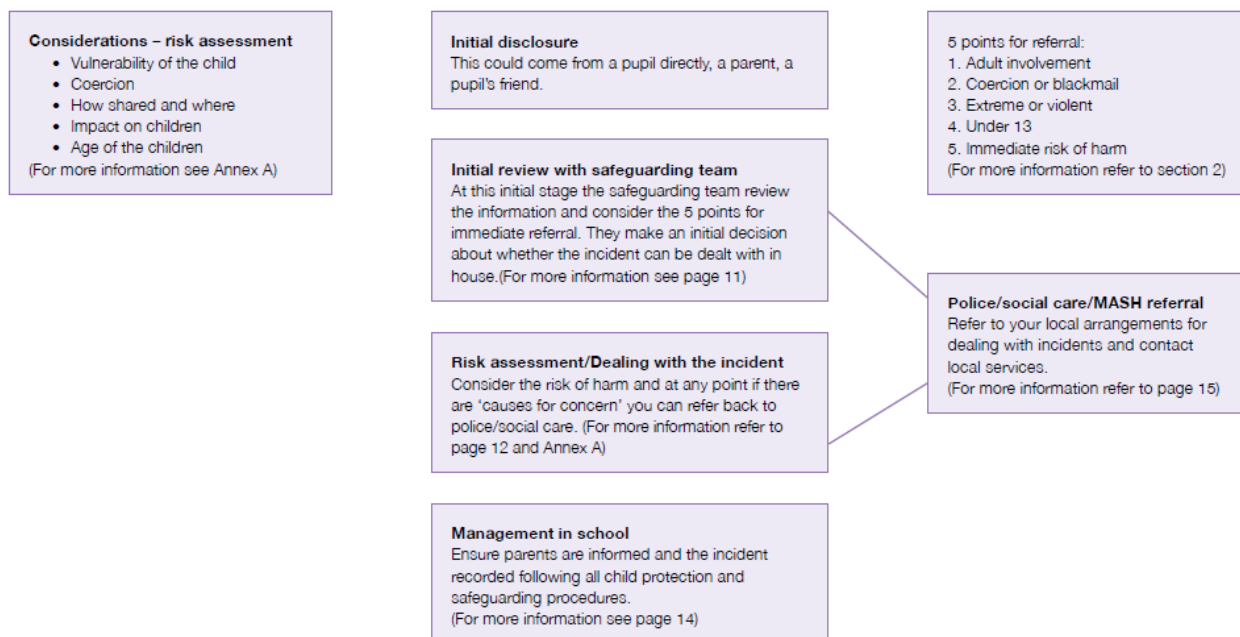 Considerations – risk assessment
• Vulnerability of the child
• Coercion
• How shared and where
• Impact on children
• Age of the children
(For more information see Annex A)
Initial disclosure
This could come from a pupil directly, a parent, a
pupil's friend.
5 points for referral:
1. Adult involvement
2. Coercion or blackmail
3. Extreme or violent
4. Under 13
5. Immediate risk of harm
(For more information refer to section 2)
Initial review with safeguarding team
At this initial stage the safeguarding team review
the information and consider the 5 points for
immediate referral. They make an initial decision
about whether the incident can be dealt with in
house.(For more information see page 11)
Police/social care/MASH referral
Refer to your local arrangements for
dealing with incidents and contact
local services.
(For more information refer to page 15)
Risk assessment/Dealing with the incident
Consider the risk of harm and at any point if there
are 'causes for concern' you can refer back to
police/social care. (For more information refer to
page 12 and Annex A)
Management in school
Ensure parents are informed and the incident
recorded following all child protection and
safeguarding procedures.
(For more information see page 14)